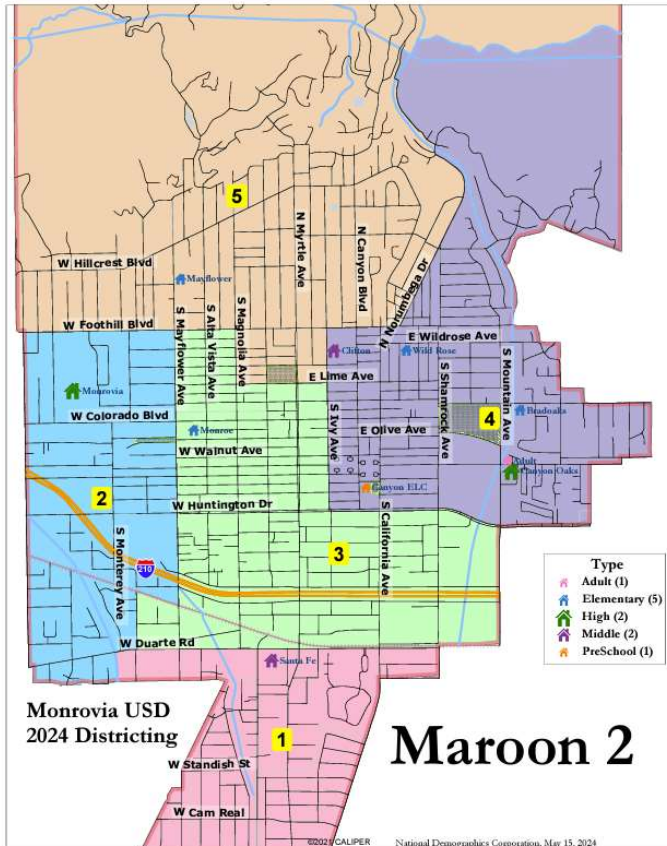 5
W Hillcrest Blvd
Mayflower
N Myrtle Ave
N Canyon Blvd
N Norumbega Dr
W Foothill Blvd
S Mayflower Ave
S Alta Vista Ave
S Magnolia Ave
E Wildrose Ave
Clifton
Wild Rose
E Lime Ave
S Shamrock Ave
S Mountain Ave
Monrovia
W Colorado Blvd
Monroe
S Ivy Ave
E Olive Ave
4
Bradoaks
W Walnut Ave
Adult
Canyon Oaks
Canyon ELC
2
W Huntington Dr
S California Ave
S Monterey Ave
3
210
W Duarte Rd
Santa Fe
Type
Adult (1)
Elementary (5)
High (2)
Middle (2)
PreSchool (1)
Monrovia USD
2024 Districting
1
Maroon 2
W Standish St
W Cam Real
©2021 CALIPER
National Demographics Corporation, May 15, 2024